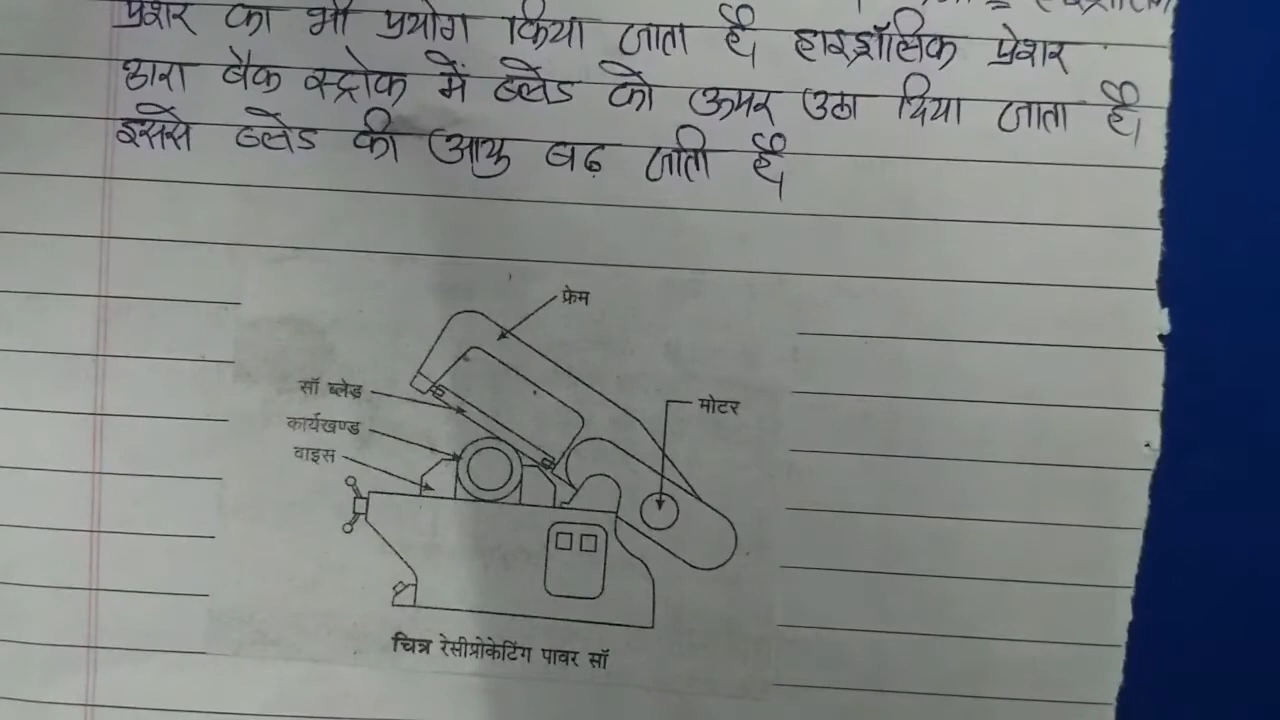 प्रेशर का भी प्रयोग किया जाता है हाइड्रॉलिक प्रेशर
द्वारा बैक स्ट्रोक में ब्लेड को ऊपर उठा दिया जाता है
इससे ब्लेड की आयु बढ़ जाती है
फ्रेम
सॉ ब्लेड
मोटर
कार्यखण्ड
वाइस
चित्र रेसीप्रोकेटिंग पावर सॉ